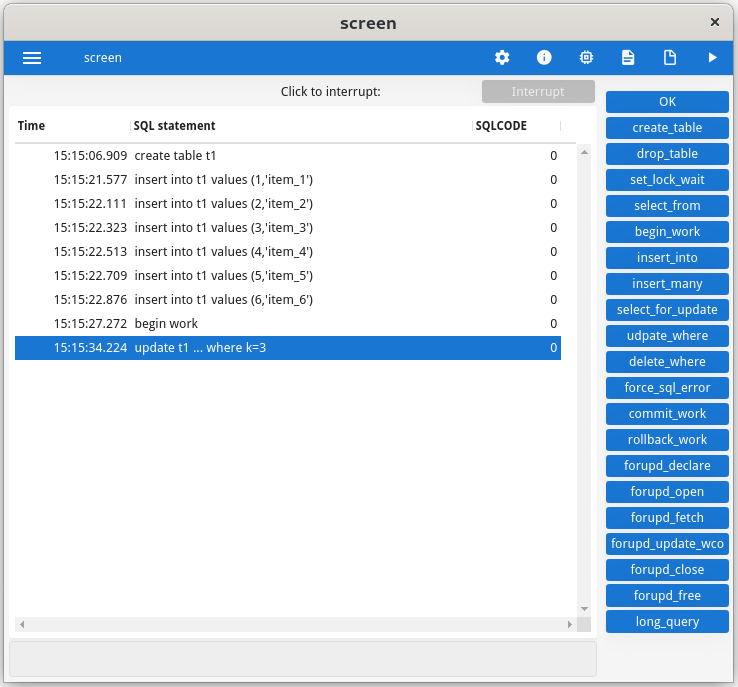 screen
screen
Click to interrupt: Interrupt
Time SQL statement SQLCODE
15:15:06.909 create table t1 0
15:15:21.577 insert into t1 values (1,'item_1') 0
15:15:22.111 insert into t1 values (2,'item_2') 0
15:15:22.323 insert into t1 values (3,'item_3') 0
15:15:22.513 insert into t1 values (4,'item_4') 0
15:15:22.709 insert into t1 values (5,'item_5') 0
15:15:22.876 insert into t1 values (6,'item_6') 0
15:15:27.272 begin work 0
15:15:34.224 update t1 ... where k=3 0
OK
create_table
drop_table
set_lock_wait
select_from
begin_work
insert_into
insert_many
select_for_update
udpate_where
delete_where
force_sql_error
commit_work
rollback_work
forupd_declare
forupd_open
forupd_fetch
forupd_update_wco
forupd_close
forupd_free
long_query